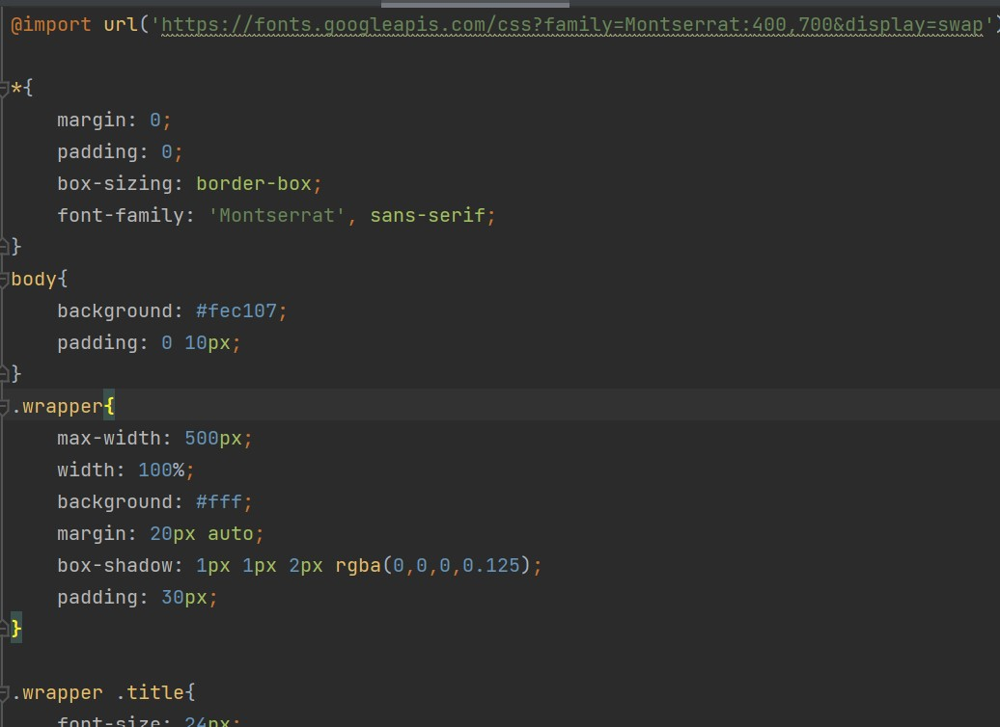 @import url('https://fonts.googleapis.com/css?family=Montserrat:400,700&display=swap')
*{
margin: 0;
padding: 0;
box-sizing: border-box;
font-family: 'Montserrat', sans-serif;
}
body{
background: #fec107;
padding: 0 10px;
}
.wrapper{
max-width: 500px;
width: 100%;
background: #fff;
margin: 20px auto;
box-shadow: 1px 1px 2px rgba(0,0,0,0.125);
padding: 30px;
}
.wrapper .title{
font-size: 24px;